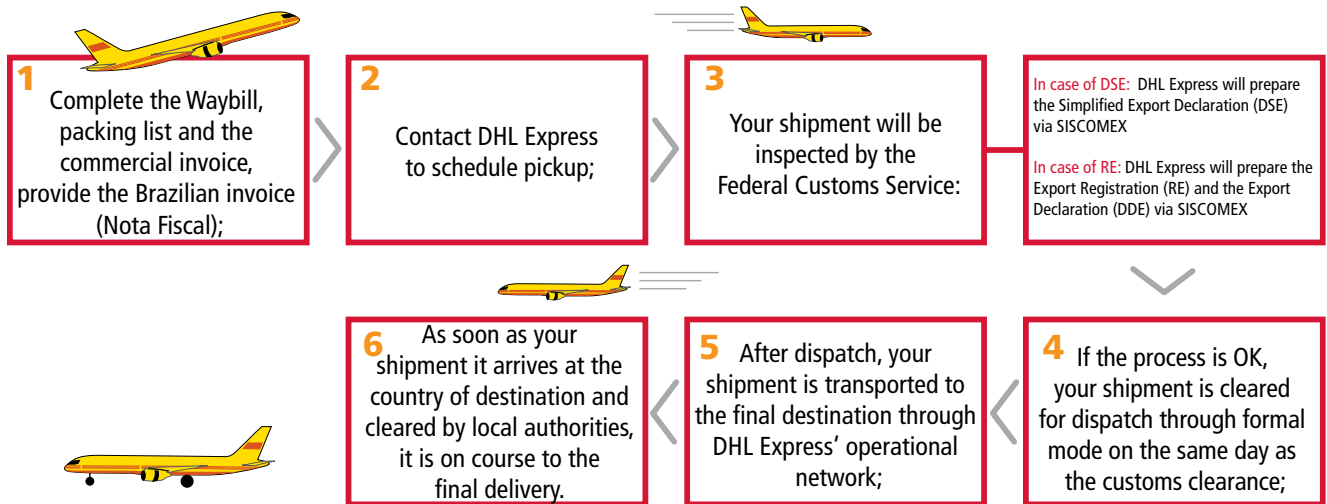 1
Complete the Waybill,
packing list and the
commercial invoice,
provide the Brazilian invoice
(Nota Fiscal);
2
Contact DHL Express
to schedule pickup;
3
Your shipment will be
inspected by the
Federal Customs Service:
In case of DSE: DHL Express will prepare
the Simplified Export Declaration (DSE)
via SISCOMEX
In case of RE: DHL Express will prepare the
Export Registration (RE) and the Export
Declaration (DDE) via SISCOMEX
4
If the process is OK,
your shipment is cleared
for dispatch through formal
mode on the same day as
the customs clearance;
5
After dispatch, your
shipment is transported to
the final destination through
DHL Express’ operational
network;
6
As soon as your
shipment it arrives at the
country of destination and
cleared by local authorities,
it is on course to the
final delivery.